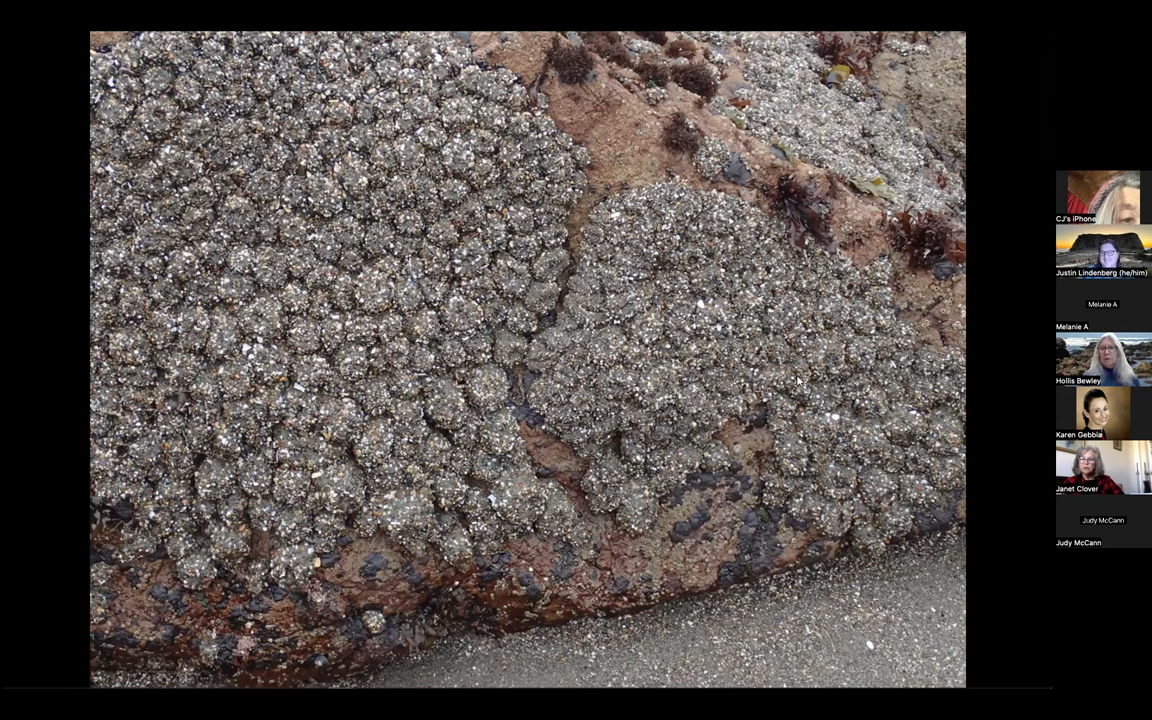 CJ's iPhone
Justin Lindenberg (he/him)
Melanie A
Melanie A
Hollis Bewley
Karen Gebbia
Janet Clover
Judy McCann
Judy McCann